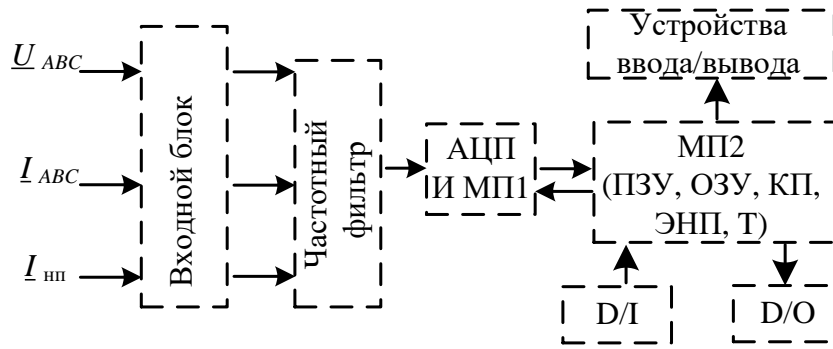 U ABC
I ABC
I нп
Входной блок
Частотный
фильтр
АЦП
И МП1
Устройства
ввода/вывода
МП2
(ПЗУ, ОЗУ, КП,
ЭНП, Т)
D/I
D/O